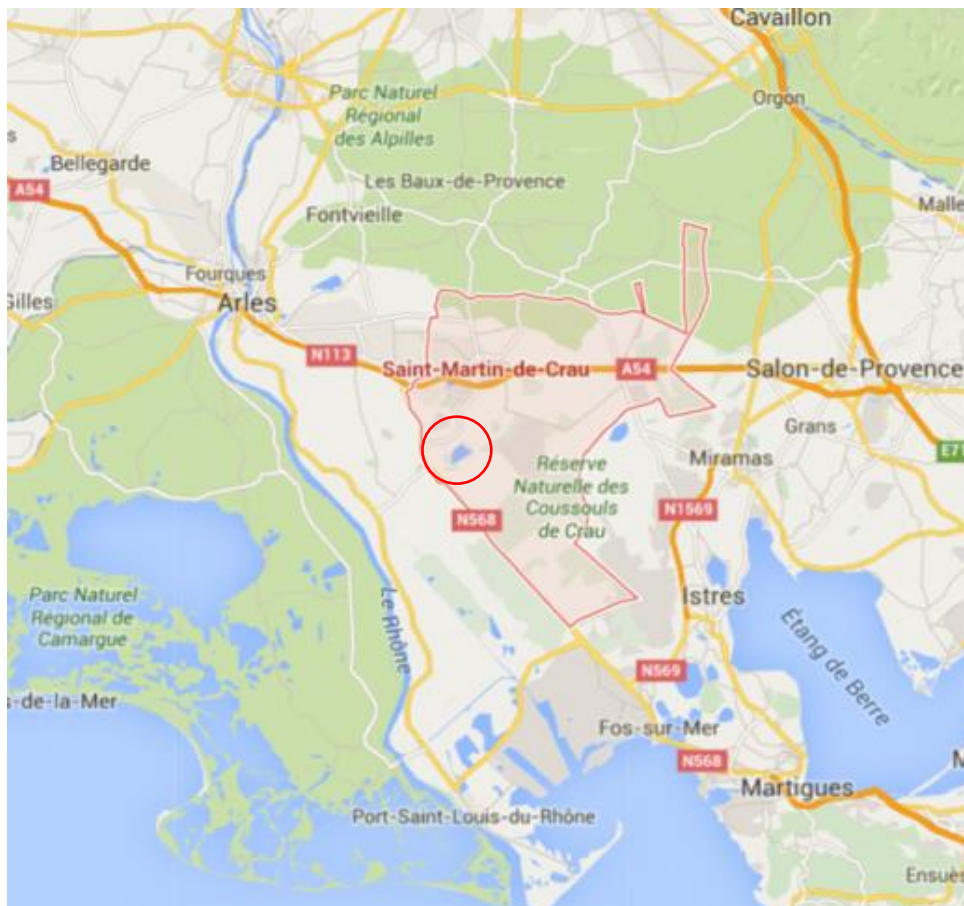 Cavaillon
Orgon
Parc Naturel
Régional
des Alpilles
Bellegarde
Les Baux-de-Provence
A54
Malle
Fontvieille
Fourques
Gilles
Arles
N113
Saint-Martin-de-Crau
A54
Salon-de-Provence
Grans
E71
Miramas
Réserve
Naturelle des
Coussouls
de Crau
N568
N1569
Parc Naturel
Régional de
Camargue
Le Rhône
Istres
Étang de Berre
N569
s-de-la-Mer
Fos-sur-Mer
N568
M
Martigues
Port-Saint-Louis-du-Rhône
Ensuès